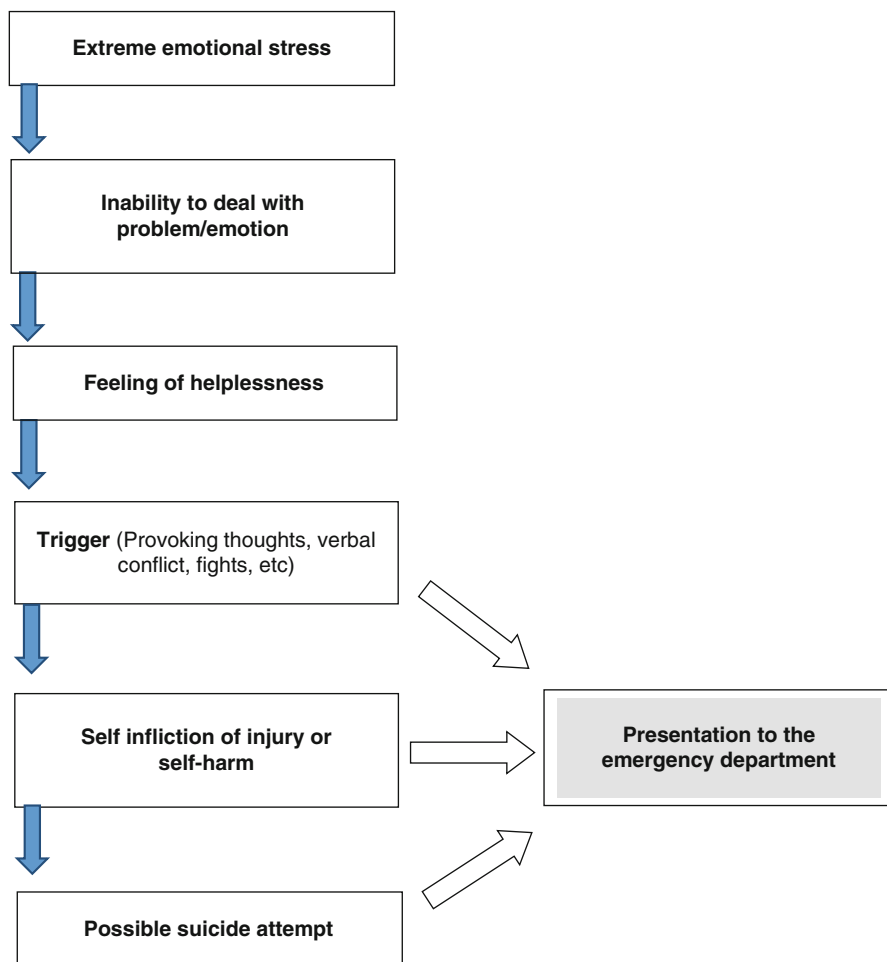 Extreme emotional stress
Inability to deal with
problem/emotion
Feeling of helplessness
Trigger (Provoking thoughts, verbal
conflict, fights, etc)
Self infliction of injury or
self-harm
Presentation to the
emergency department
Possible suicide attempt